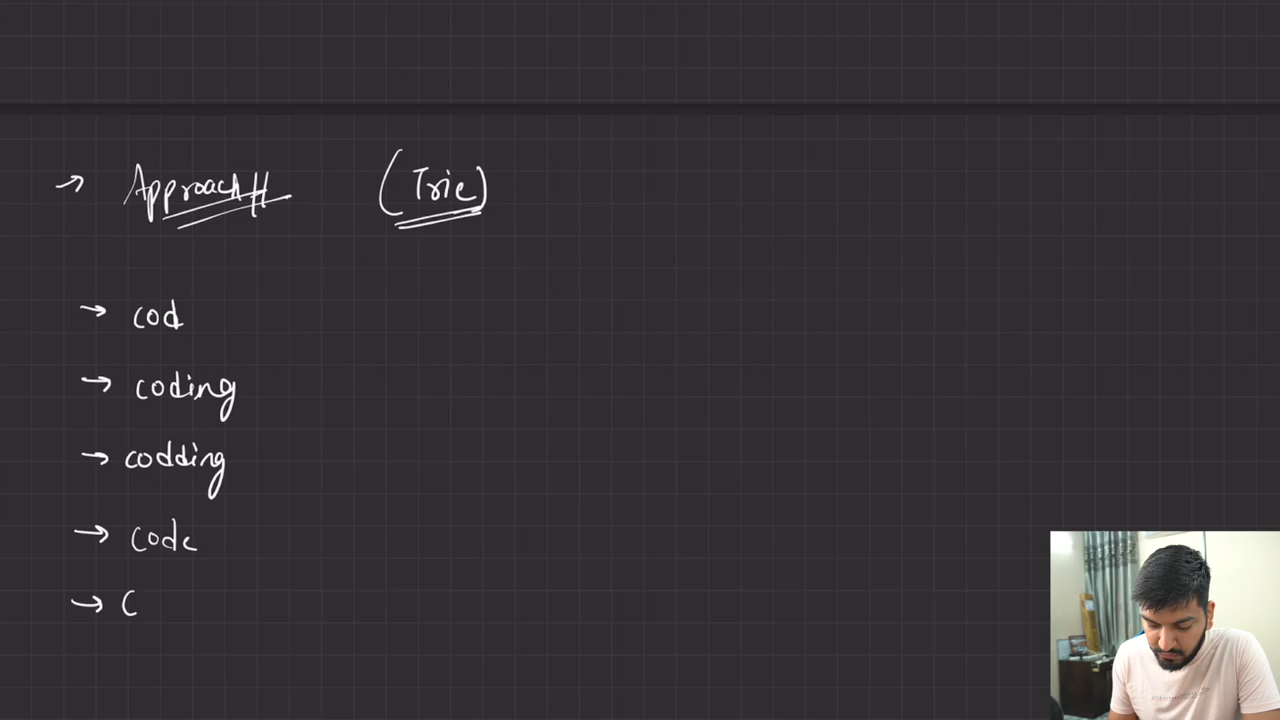 → Approach# (Trie)
→ cod
→ coding
→ codding
→ code
→ C